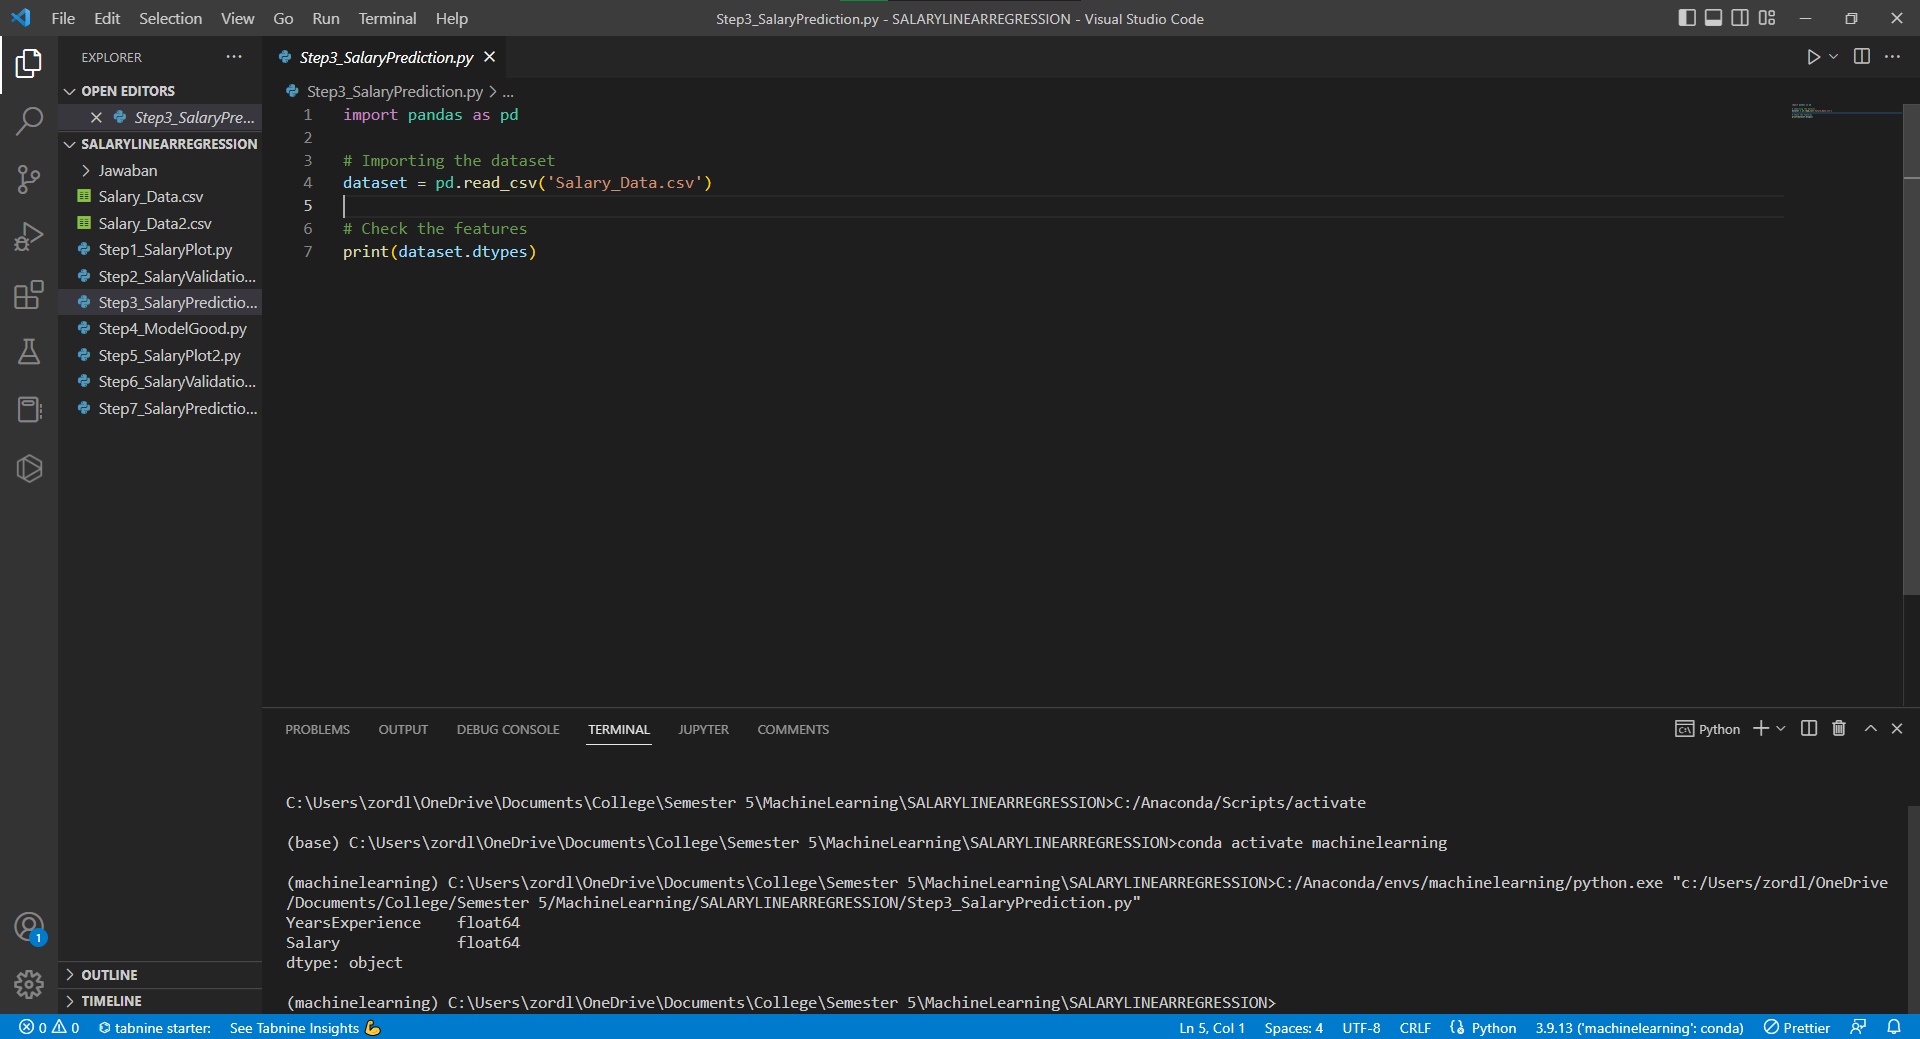 File Edit Selection View Go Run Terminal Help
Step3_SalaryPrediction.py - SALARYLINEARREGRESSION - Visual Studio Code
EXPLORER
OPEN EDITORS
Step3_SalaryPre...
SALARYLINEARREGRESSION
Jawaban
Salary_Data.csv
Salary_Data2.csv
Step1_SalaryPlot.py
Step2_SalaryValidatio...
Step3_SalaryPredictio...
Step4_ModelGood.py
Step5_SalaryPlot2.py
Step6_SalaryValidatio...
Step7_SalaryPredictio...
OUTLINE
TIMELINE
1
Step3_SalaryPrediction.py
Step3_SalaryPrediction.py > ...
1 import pandas as pd
2
3 # Importing the dataset
4 dataset = pd.read_csv('Salary_Data.csv')
5
6 # Check the features
7 print(dataset.dtypes)
PROBLEMS OUTPUT DEBUG CONSOLE TERMINAL JUPYTER COMMENTS
Python
C:\Users\zordl\OneDrive\Documents\College\Semester 5\MachineLearning\SALARYLINEARREGRESSION>C:/Anaconda/Scripts/activate
(base) C:\Users\zordl\OneDrive\Documents\College\Semester 5\MachineLearning\SALARYLINEARREGRESSION>conda activate machinelearning
(machinelearning) C:\Users\zordl\OneDrive\Documents\College\Semester 5\MachineLearning\SALARYLINEARREGRESSION>C:/Anaconda/envs/machinelearning/python.exe "c:/Users/zordl/OneDrive
/Documents/College/Semester 5/MachineLearning/SALARYLINEARREGRESSION/Step3_SalaryPrediction.py"
YearsExperience    float64
Salary             float64
dtype: object
(machinelearning) C:\Users\zordl\OneDrive\Documents\College\Semester 5\MachineLearning\SALARYLINEARREGRESSION>
0 0 tabnine starter: See Tabnine Insights 💪
Ln 5, Col 1 Spaces: 4 UTF-8 CRLF Python 3.9.13 ('machinelearning': conda) Prettier